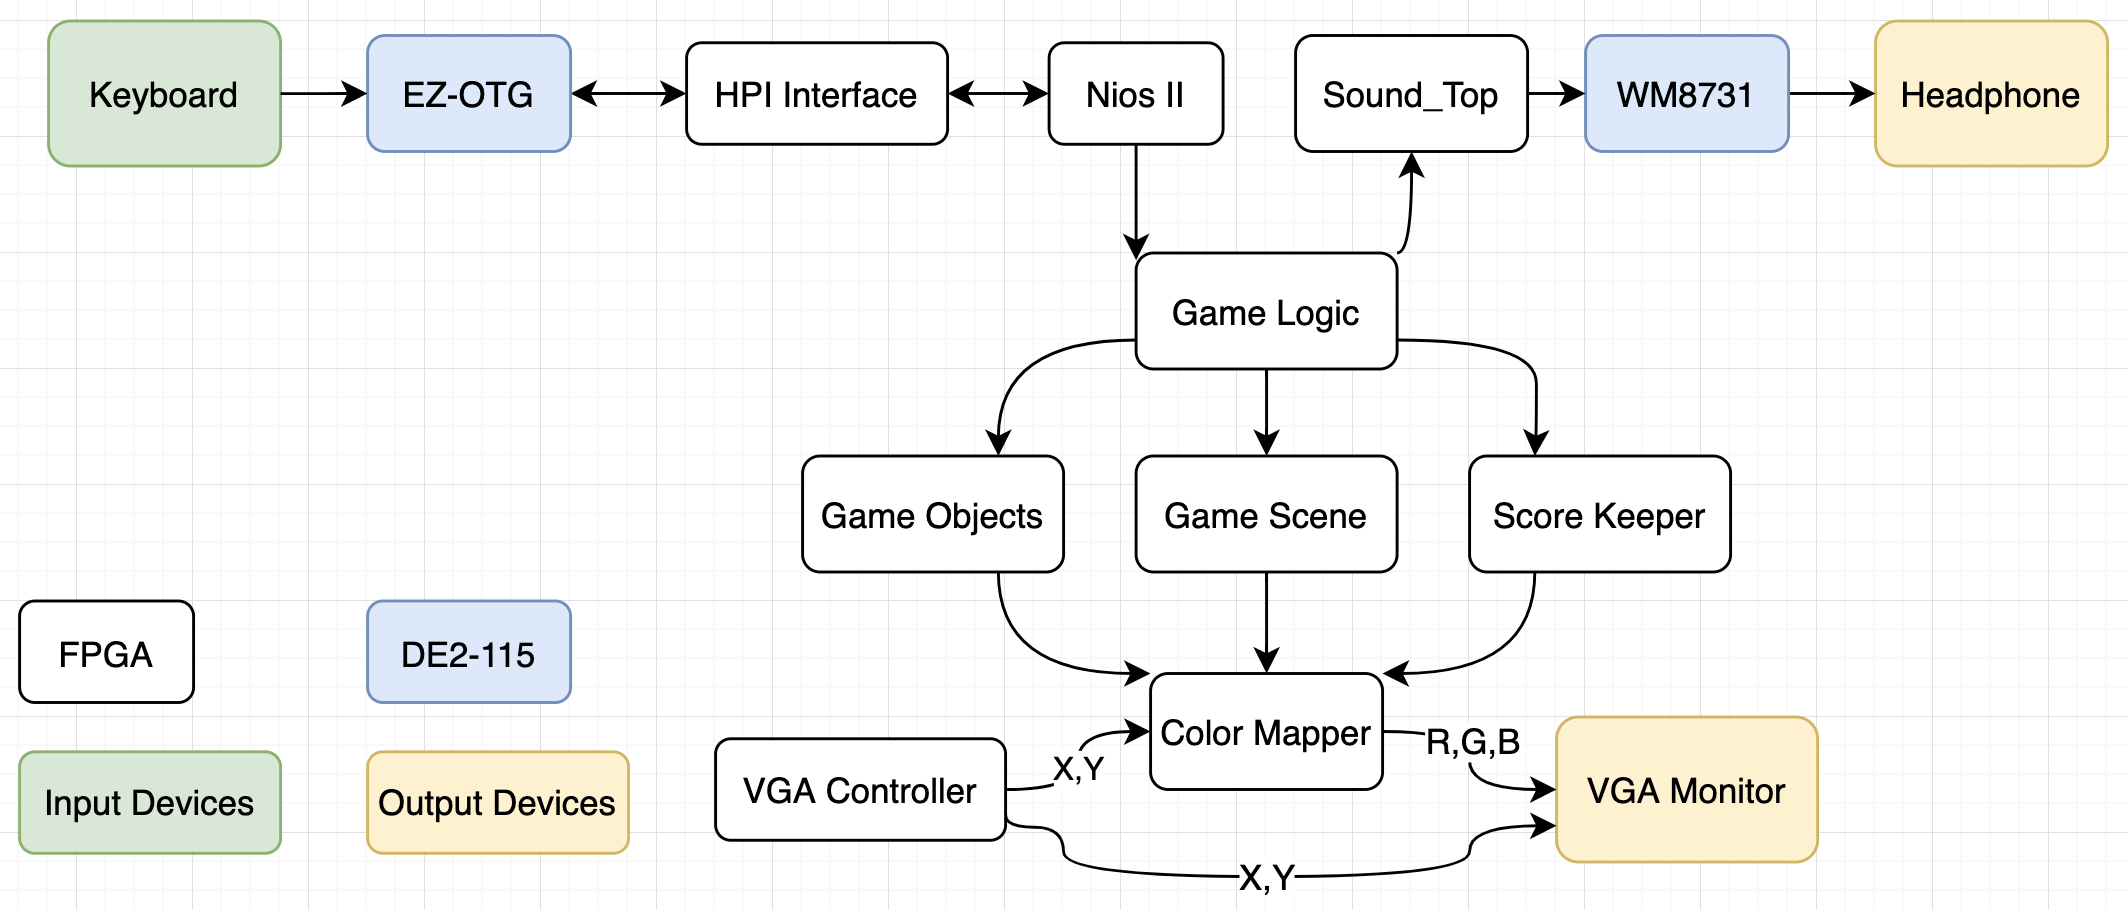 Keyboard
EZ-OTG
HPI Interface
Nios II
Sound_Top
WM8731
Headphone
Game Logic
Game Objects
Game Scene
Score Keeper
FPGA
DE2-115
Color Mapper
R,G,B
X,Y
VGA Controller
VGA Monitor
Input Devices
Output Devices
X,Y